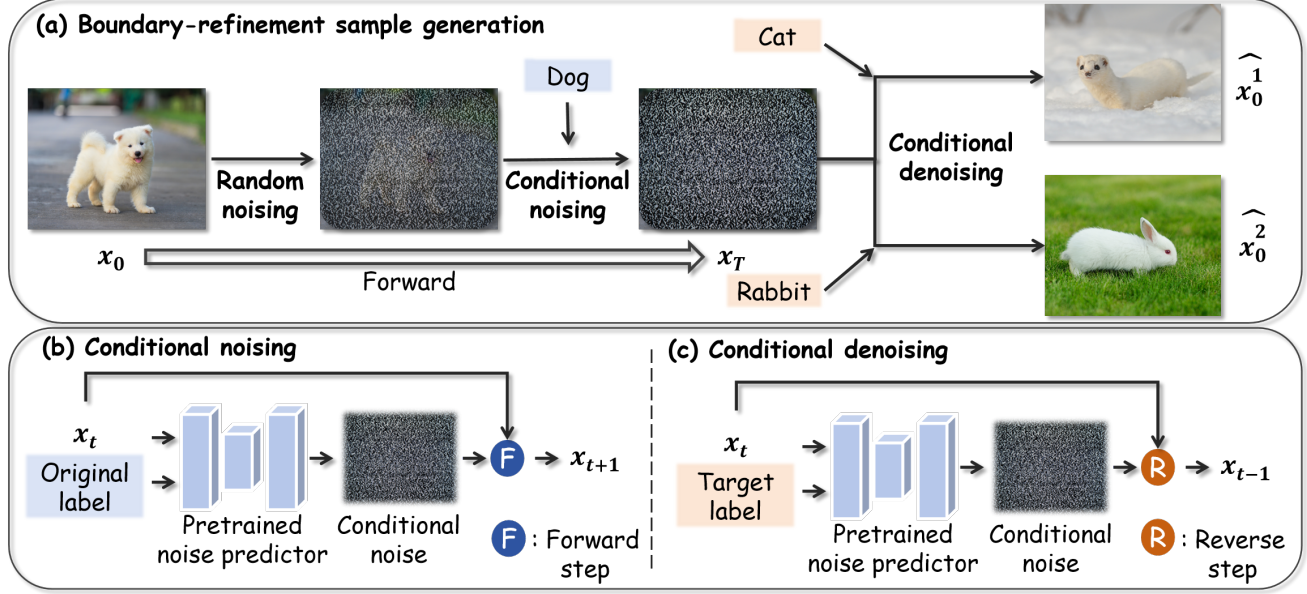 (a) Boundary-refinement sample generation
Cat
Dog
Random
noising
Conditional
noising
Conditional
denoising
x̂₀¹
x̂₀²
x₀
x_T
Forward
Rabbit
(b) Conditional noising
x_t
Original
label
Pretrained
noise predictor
Conditional
noise
F
x_{t+1}
F : Forward
step
(c) Conditional denoising
x_t
Target
label
Pretrained
noise predictor
Conditional
noise
R
x_{t−1}
R : Reverse
step